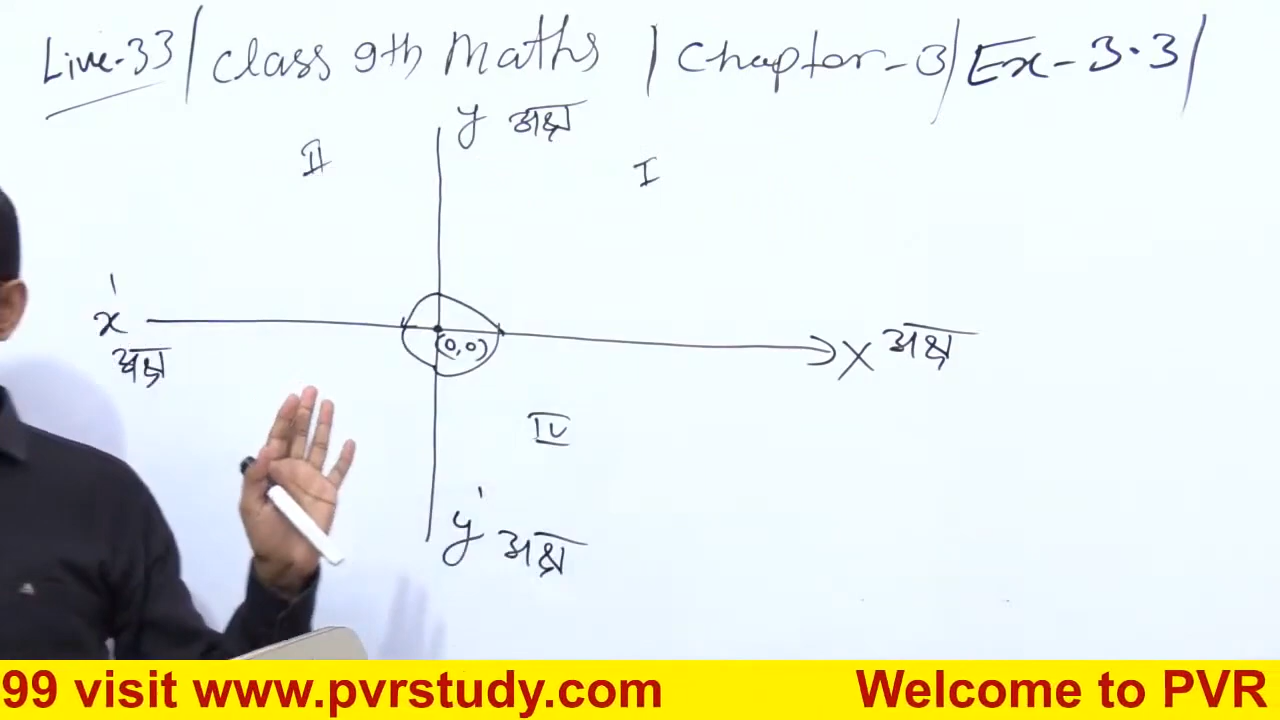 Live-33 / Class 9th Maths / Chapter-3 / Ex-3.3 /
y अक्ष
II
I
x' अक्ष
(0,0)
X अक्ष
IV
y' अक्ष
99 visit www.pvrstudy.com Welcome to PVR